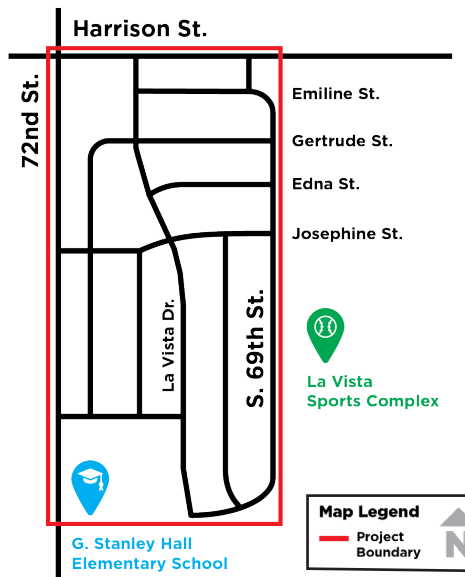 Harrison St.
72nd St.
Emiline St.
Gertrude St.
Edna St.
Josephine St.
La Vista Dr.
S. 69th St.
La Vista
Sports Complex
G. Stanley Hall
Elementary School
Map Legend
Project
Boundary
N